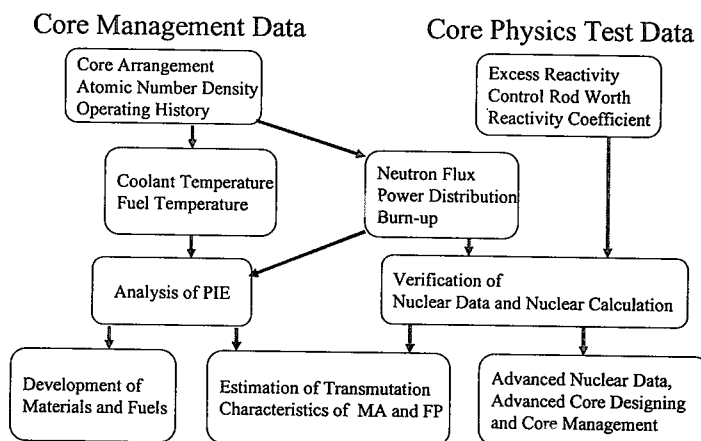 Core Management Data
Core Physics Test Data
Core Arrangement
Atomic Number Density
Operating History
Excess Reactivity
Control Rod Worth
Reactivity Coefficient
Coolant Temperature
Fuel Temperature
Neutron Flux
Power Distribution
Burn-up
Analysis of PIE
Verification of
Nuclear Data and Nuclear Calculation
Development of
Materials and Fuels
Estimation of Transmutation
Characteristics of MA and FP
Advanced Nuclear Data,
Advanced Core Designing
and Core Management